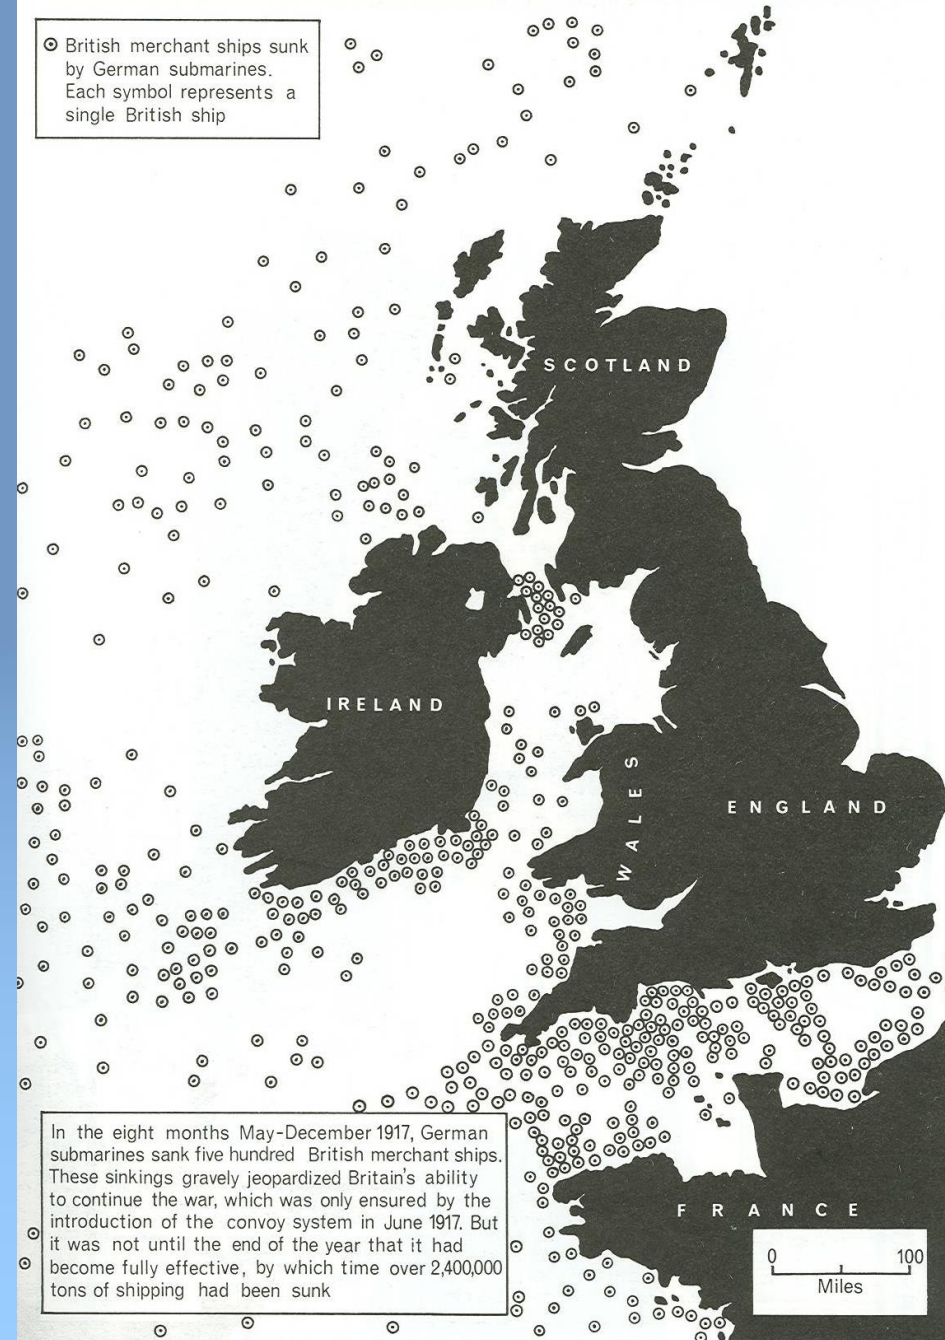 British merchant ships sunk
by German submarines.
Each symbol represents a
single British ship
SCOTLAND
IRELAND
WALES
ENGLAND
In the eight months May-December 1917, German
submarines sank five hundred British merchant ships.
These sinkings gravely jeopardized Britain's ability
to continue the war, which was only ensured by the
introduction of the convoy system in June 1917. But
it was not until the end of the year that it had
become fully effective, by which time over 2,400,000
tons of shipping had been sunk
FRANCE
0 100
Miles